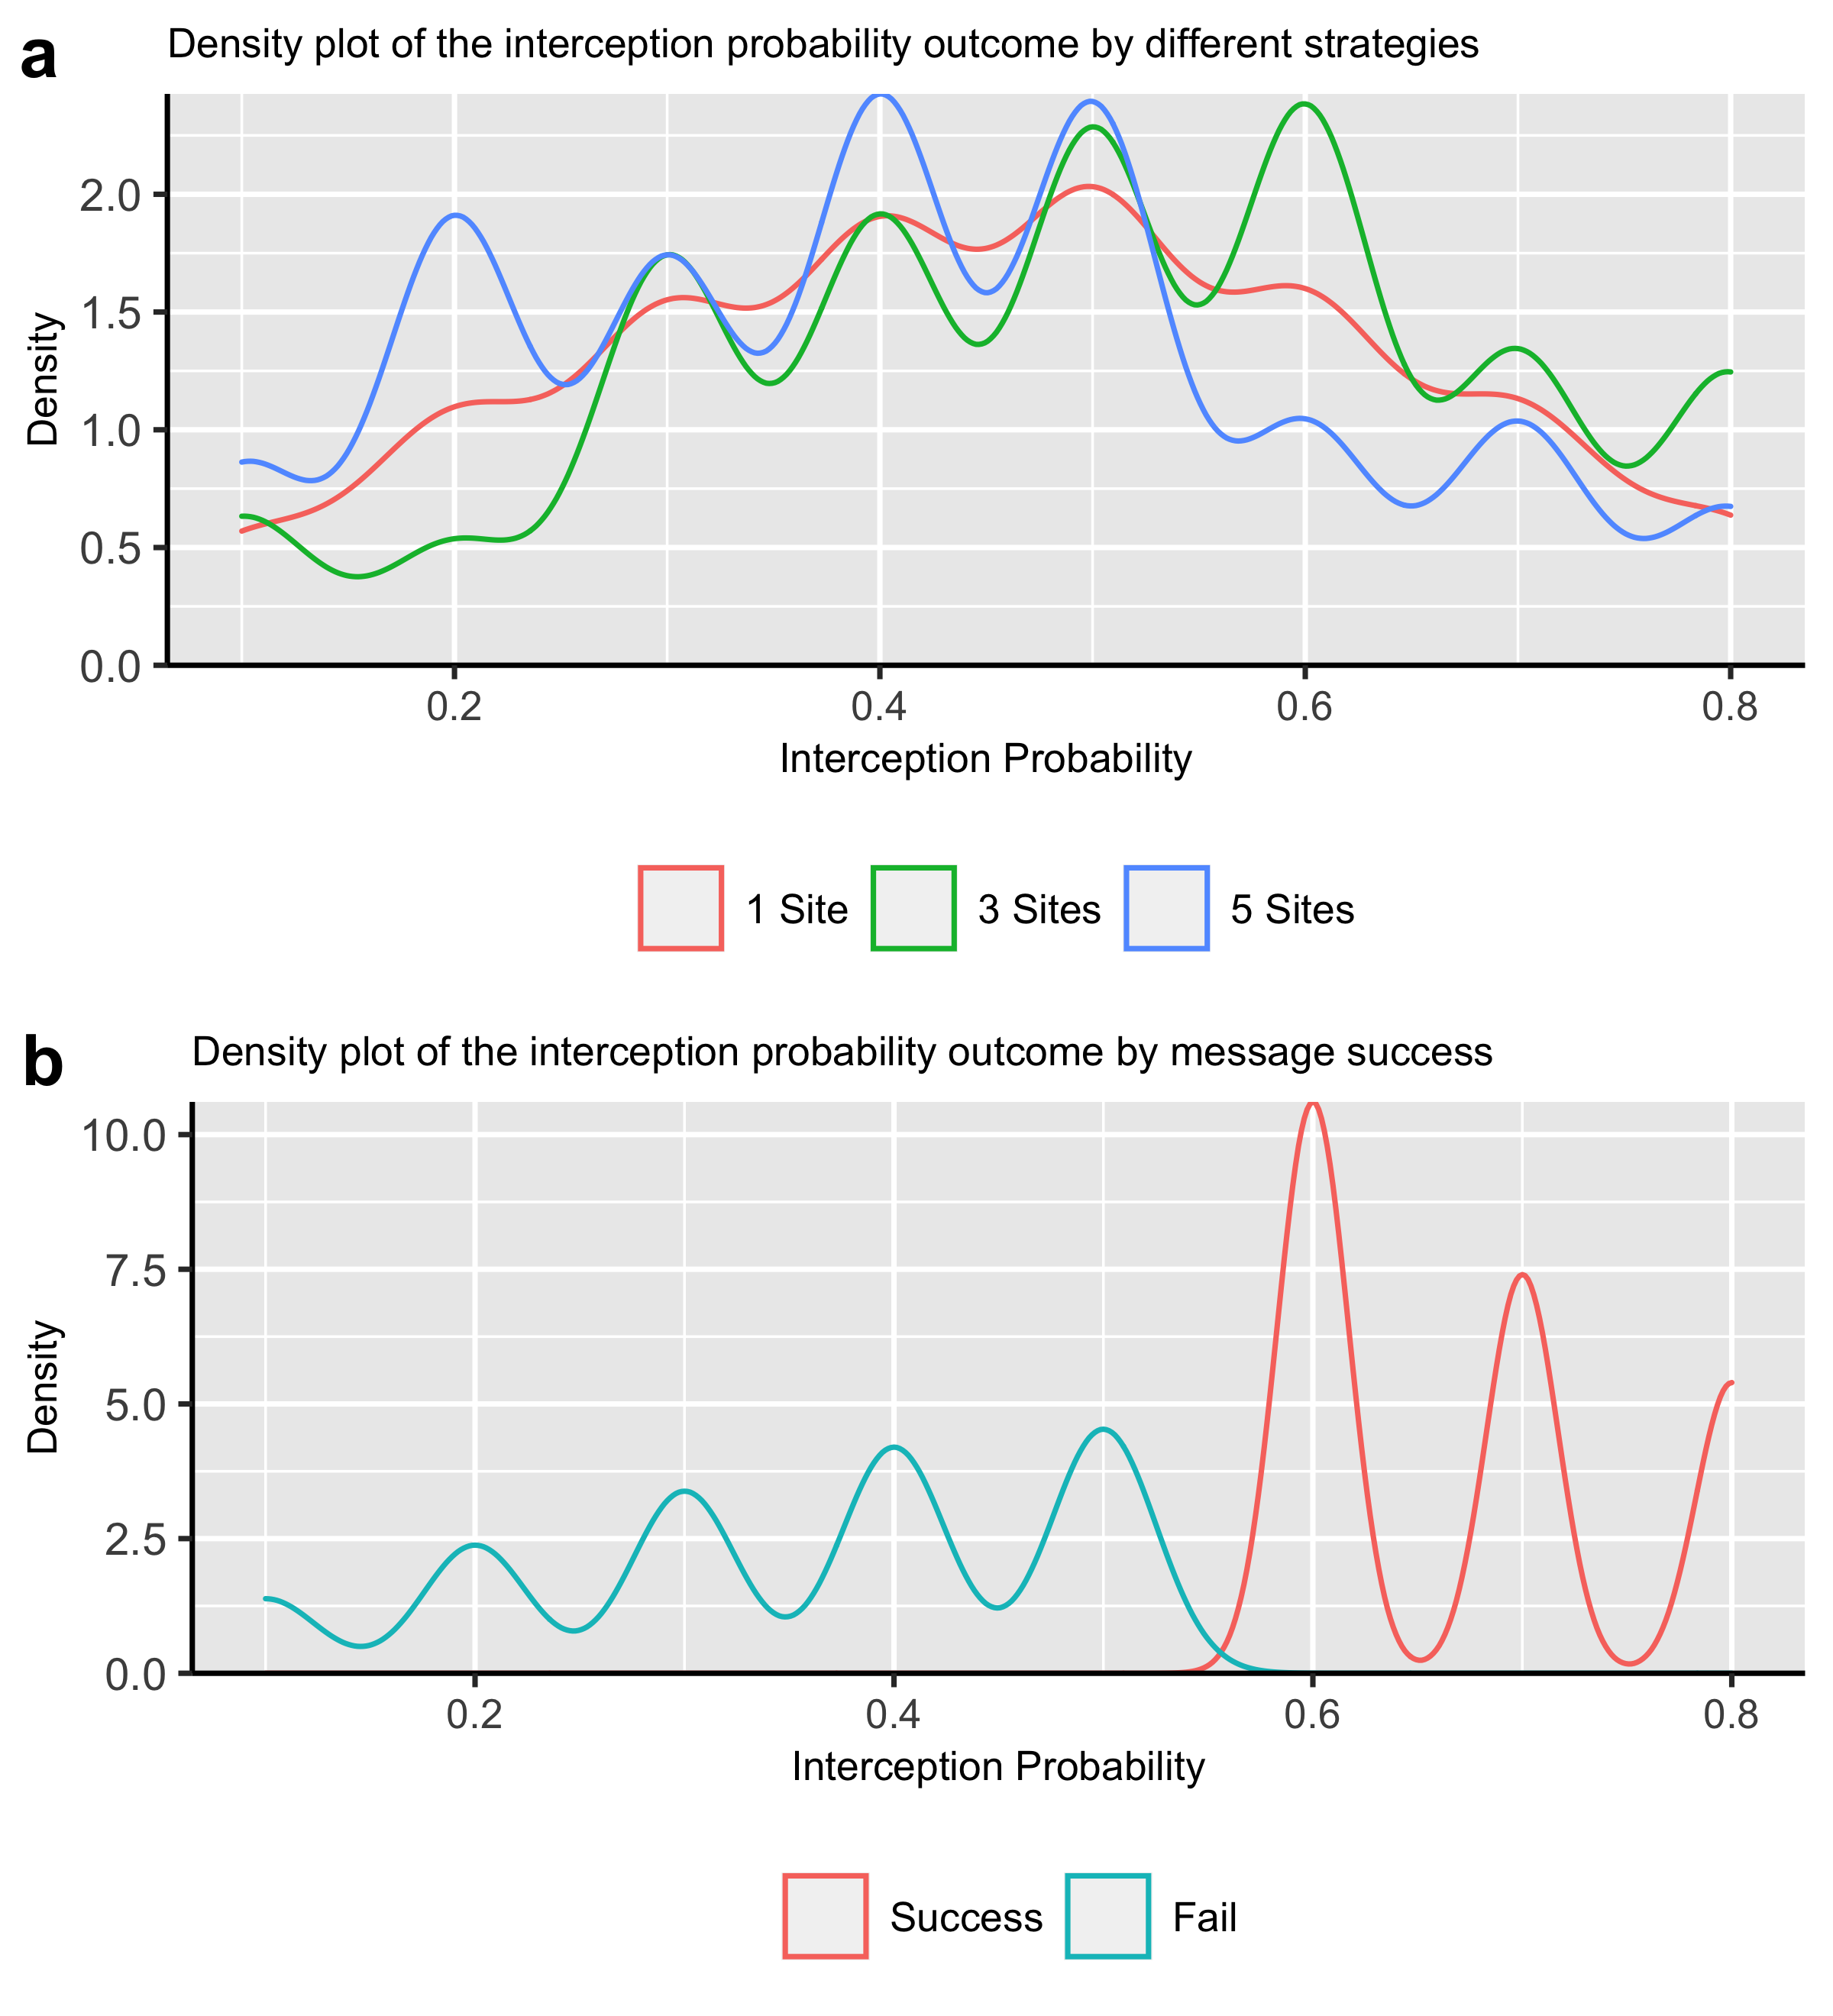 a
Density plot of the interception probability outcome by different strategies
Density
2.0
1.5
1.0
0.5
0.0
0.2 0.4 0.6 0.8
Interception Probability
1 Site 3 Sites 5 Sites
b
Density plot of the interception probability outcome by message success
Density
10.0
7.5
5.0
2.5
0.0
0.2 0.4 0.6 0.8
Interception Probability
Success Fail